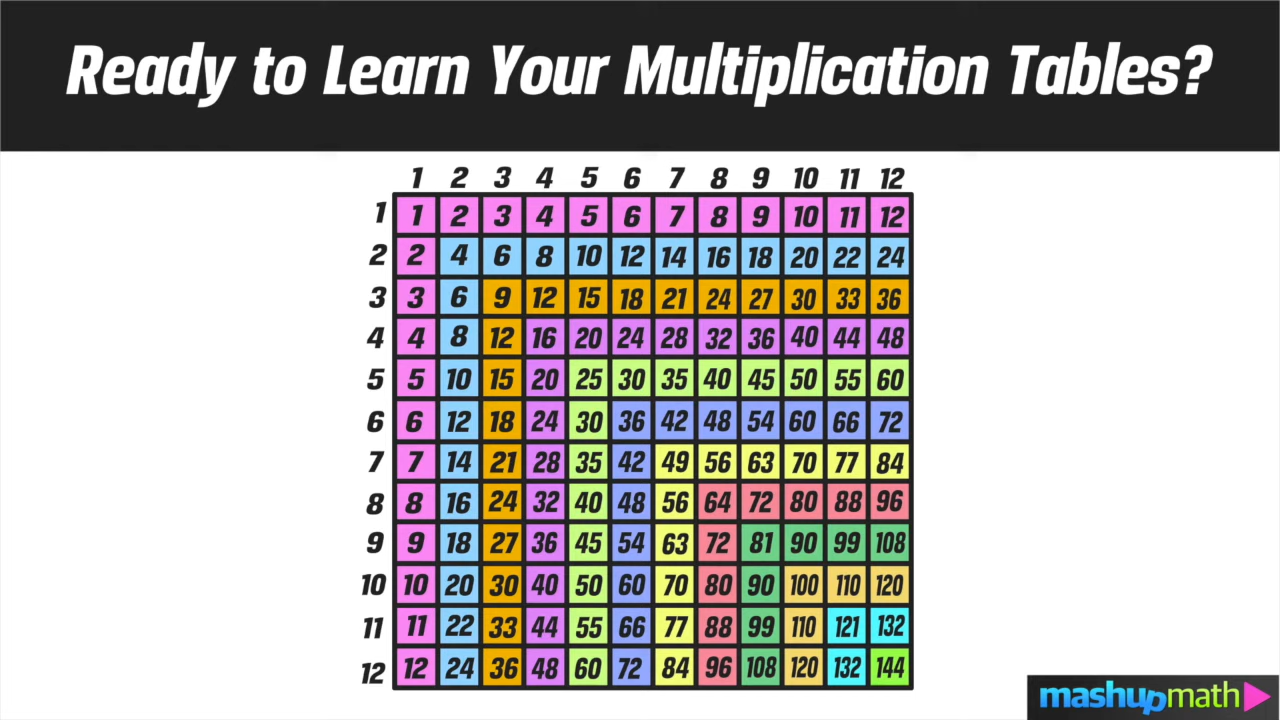 Ready to Learn Your Multiplication Tables?
1 2 3 4 5 6 7 8 9 10 11 12
1 1 2 3 4 5 6 7 8 9 10 11 12
2 2 4 6 8 10 12 14 16 18 20 22 24
3 3 6 9 12 15 18 21 24 27 30 33 36
4 4 8 12 16 20 24 28 32 36 40 44 48
5 5 10 15 20 25 30 35 40 45 50 55 60
6 6 12 18 24 30 36 42 48 54 60 66 72
7 7 14 21 28 35 42 49 56 63 70 77 84
8 8 16 24 32 40 48 56 64 72 80 88 96
9 9 18 27 36 45 54 63 72 81 90 99 108
10 10 20 30 40 50 60 70 80 90 100 110 120
11 11 22 33 44 55 66 77 88 99 110 121 132
12 12 24 36 48 60 72 84 96 108 120 132 144
mashupmath